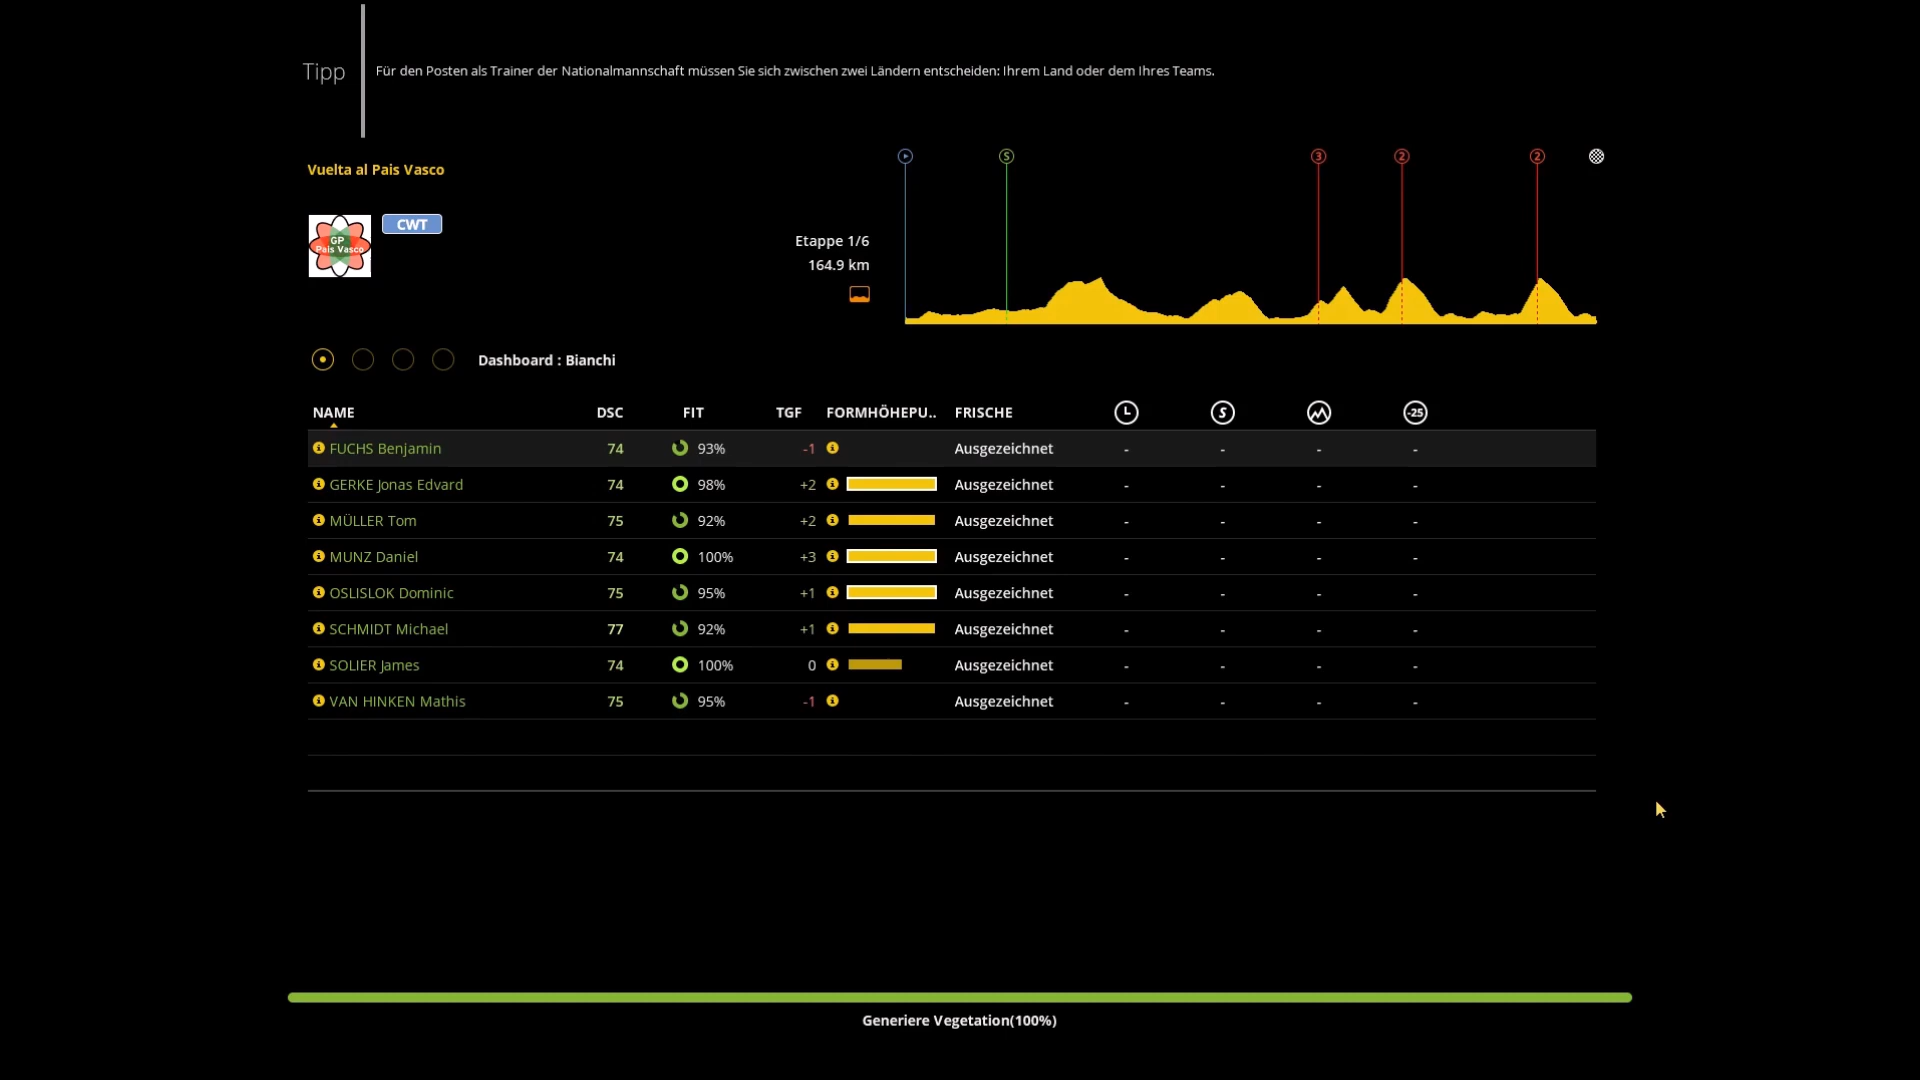 Tipp
Für den Posten als Trainer der Nationalmannschaft müssen Sie sich zwischen zwei Ländern entscheiden: Ihrem Land oder dem Ihres Teams.
Vuelta al Pais Vasco
GP
Pais Vasco
CWT
Etappe 1/6
164.9 km
S 3 2 2
Dashboard : Bianchi
NAME DSC FIT TGF FORMHÖHEPU.. FRISCHE S -25
FUCHS Benjamin 74 93% -1 Ausgezeichnet - - - -
GERKE Jonas Edvard 74 98% +2 Ausgezeichnet - - - -
MÜLLER Tom 75 92% +2 Ausgezeichnet - - - -
MUNZ Daniel 74 100% +3 Ausgezeichnet - - - -
OSLISLOK Dominic 75 95% +1 Ausgezeichnet - - - -
SCHMIDT Michael 77 92% +1 Ausgezeichnet - - - -
SOLIER James 74 100% 0 Ausgezeichnet - - - -
VAN HINKEN Mathis 75 95% -1 Ausgezeichnet - - - -
Generiere Vegetation(100%)